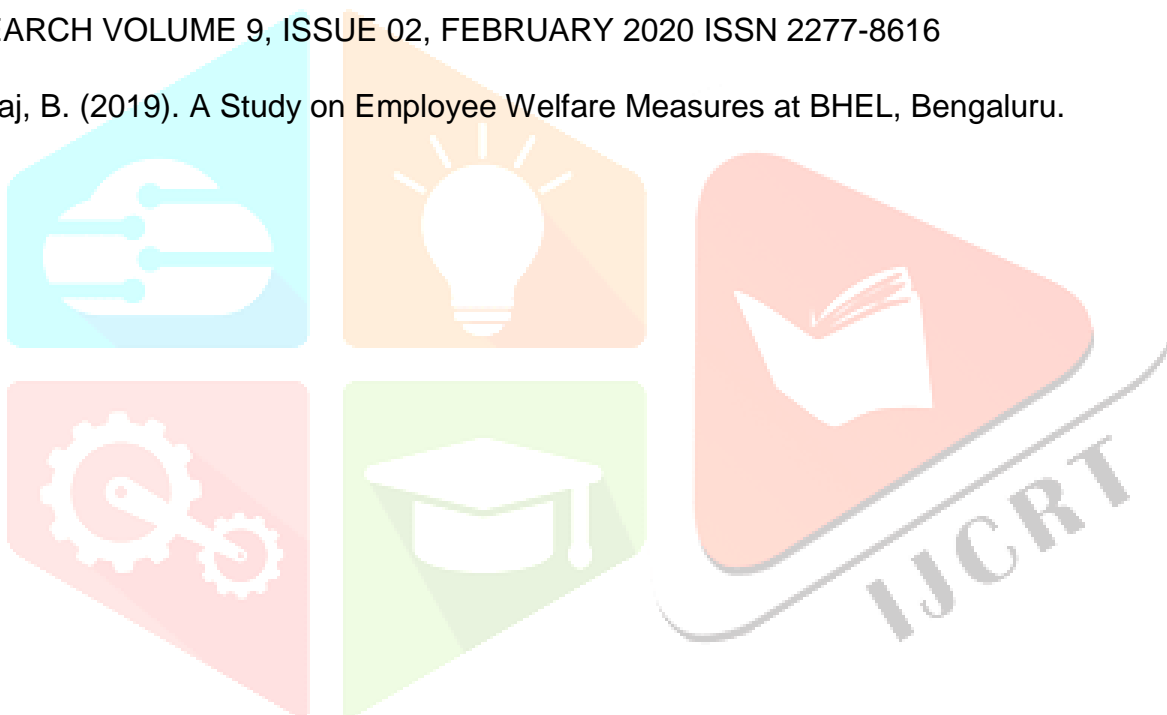 EARCH VOLUME 9, ISSUE 02, FEBRUARY 2020 ISSN 2277-8616
aj, B. (2019). A Study on Employee Welfare Measures at BHEL, Bengaluru.
IJCRT